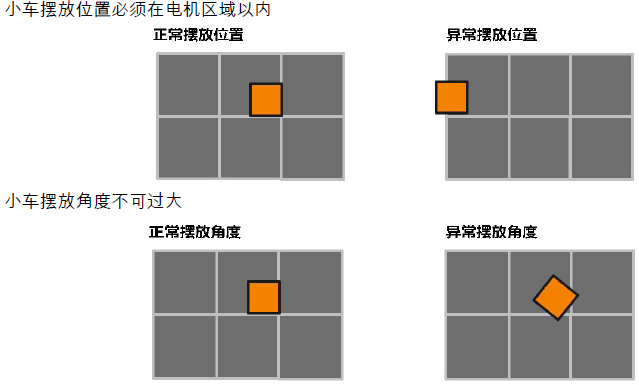 小车摆放位置必须在电机区域以内
正常摆放位置
异常摆放位置
小车摆放角度不可过大
正常摆放角度
异常摆放角度